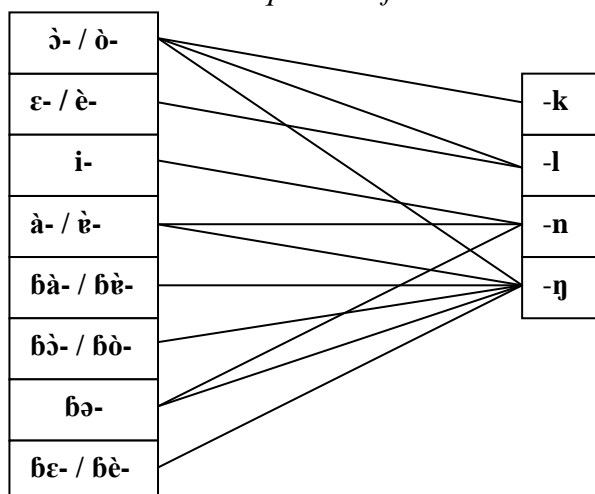 ɔ̀- / ò-
ɛ- / è-
i-
à- / ɐ̀-
ɓà- / ɓɐ̀-
ɓɔ̀- / ɓò-
ɓə-
ɓɛ- / ɓè-
-k
-l
-n
-ŋ